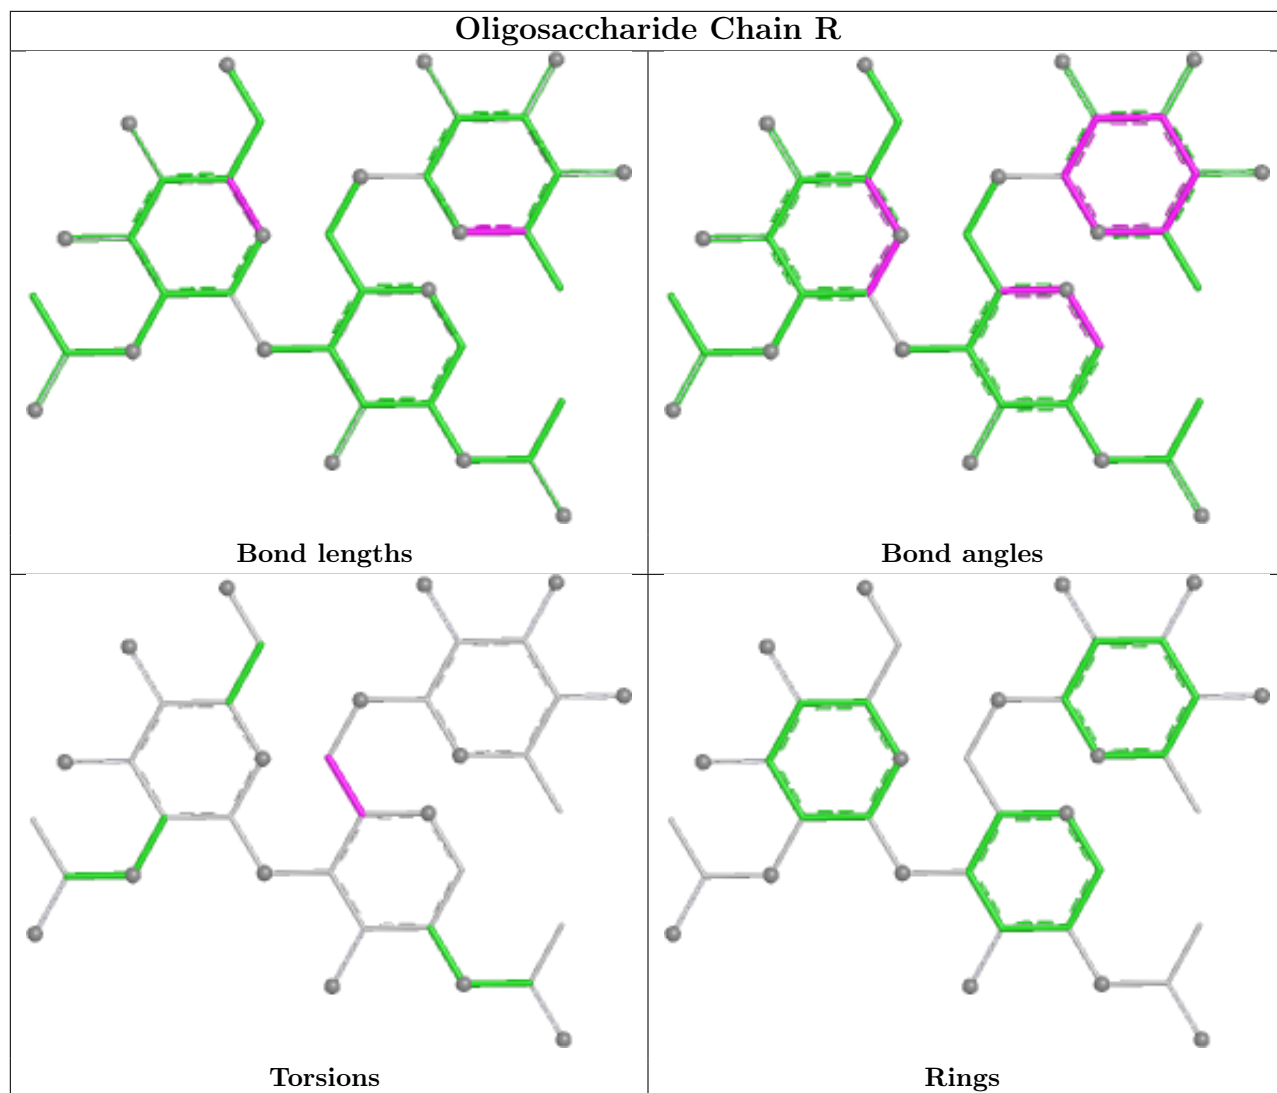 Oligosaccharide Chain R
Bond lengths
Bond angles
Torsions
Rings